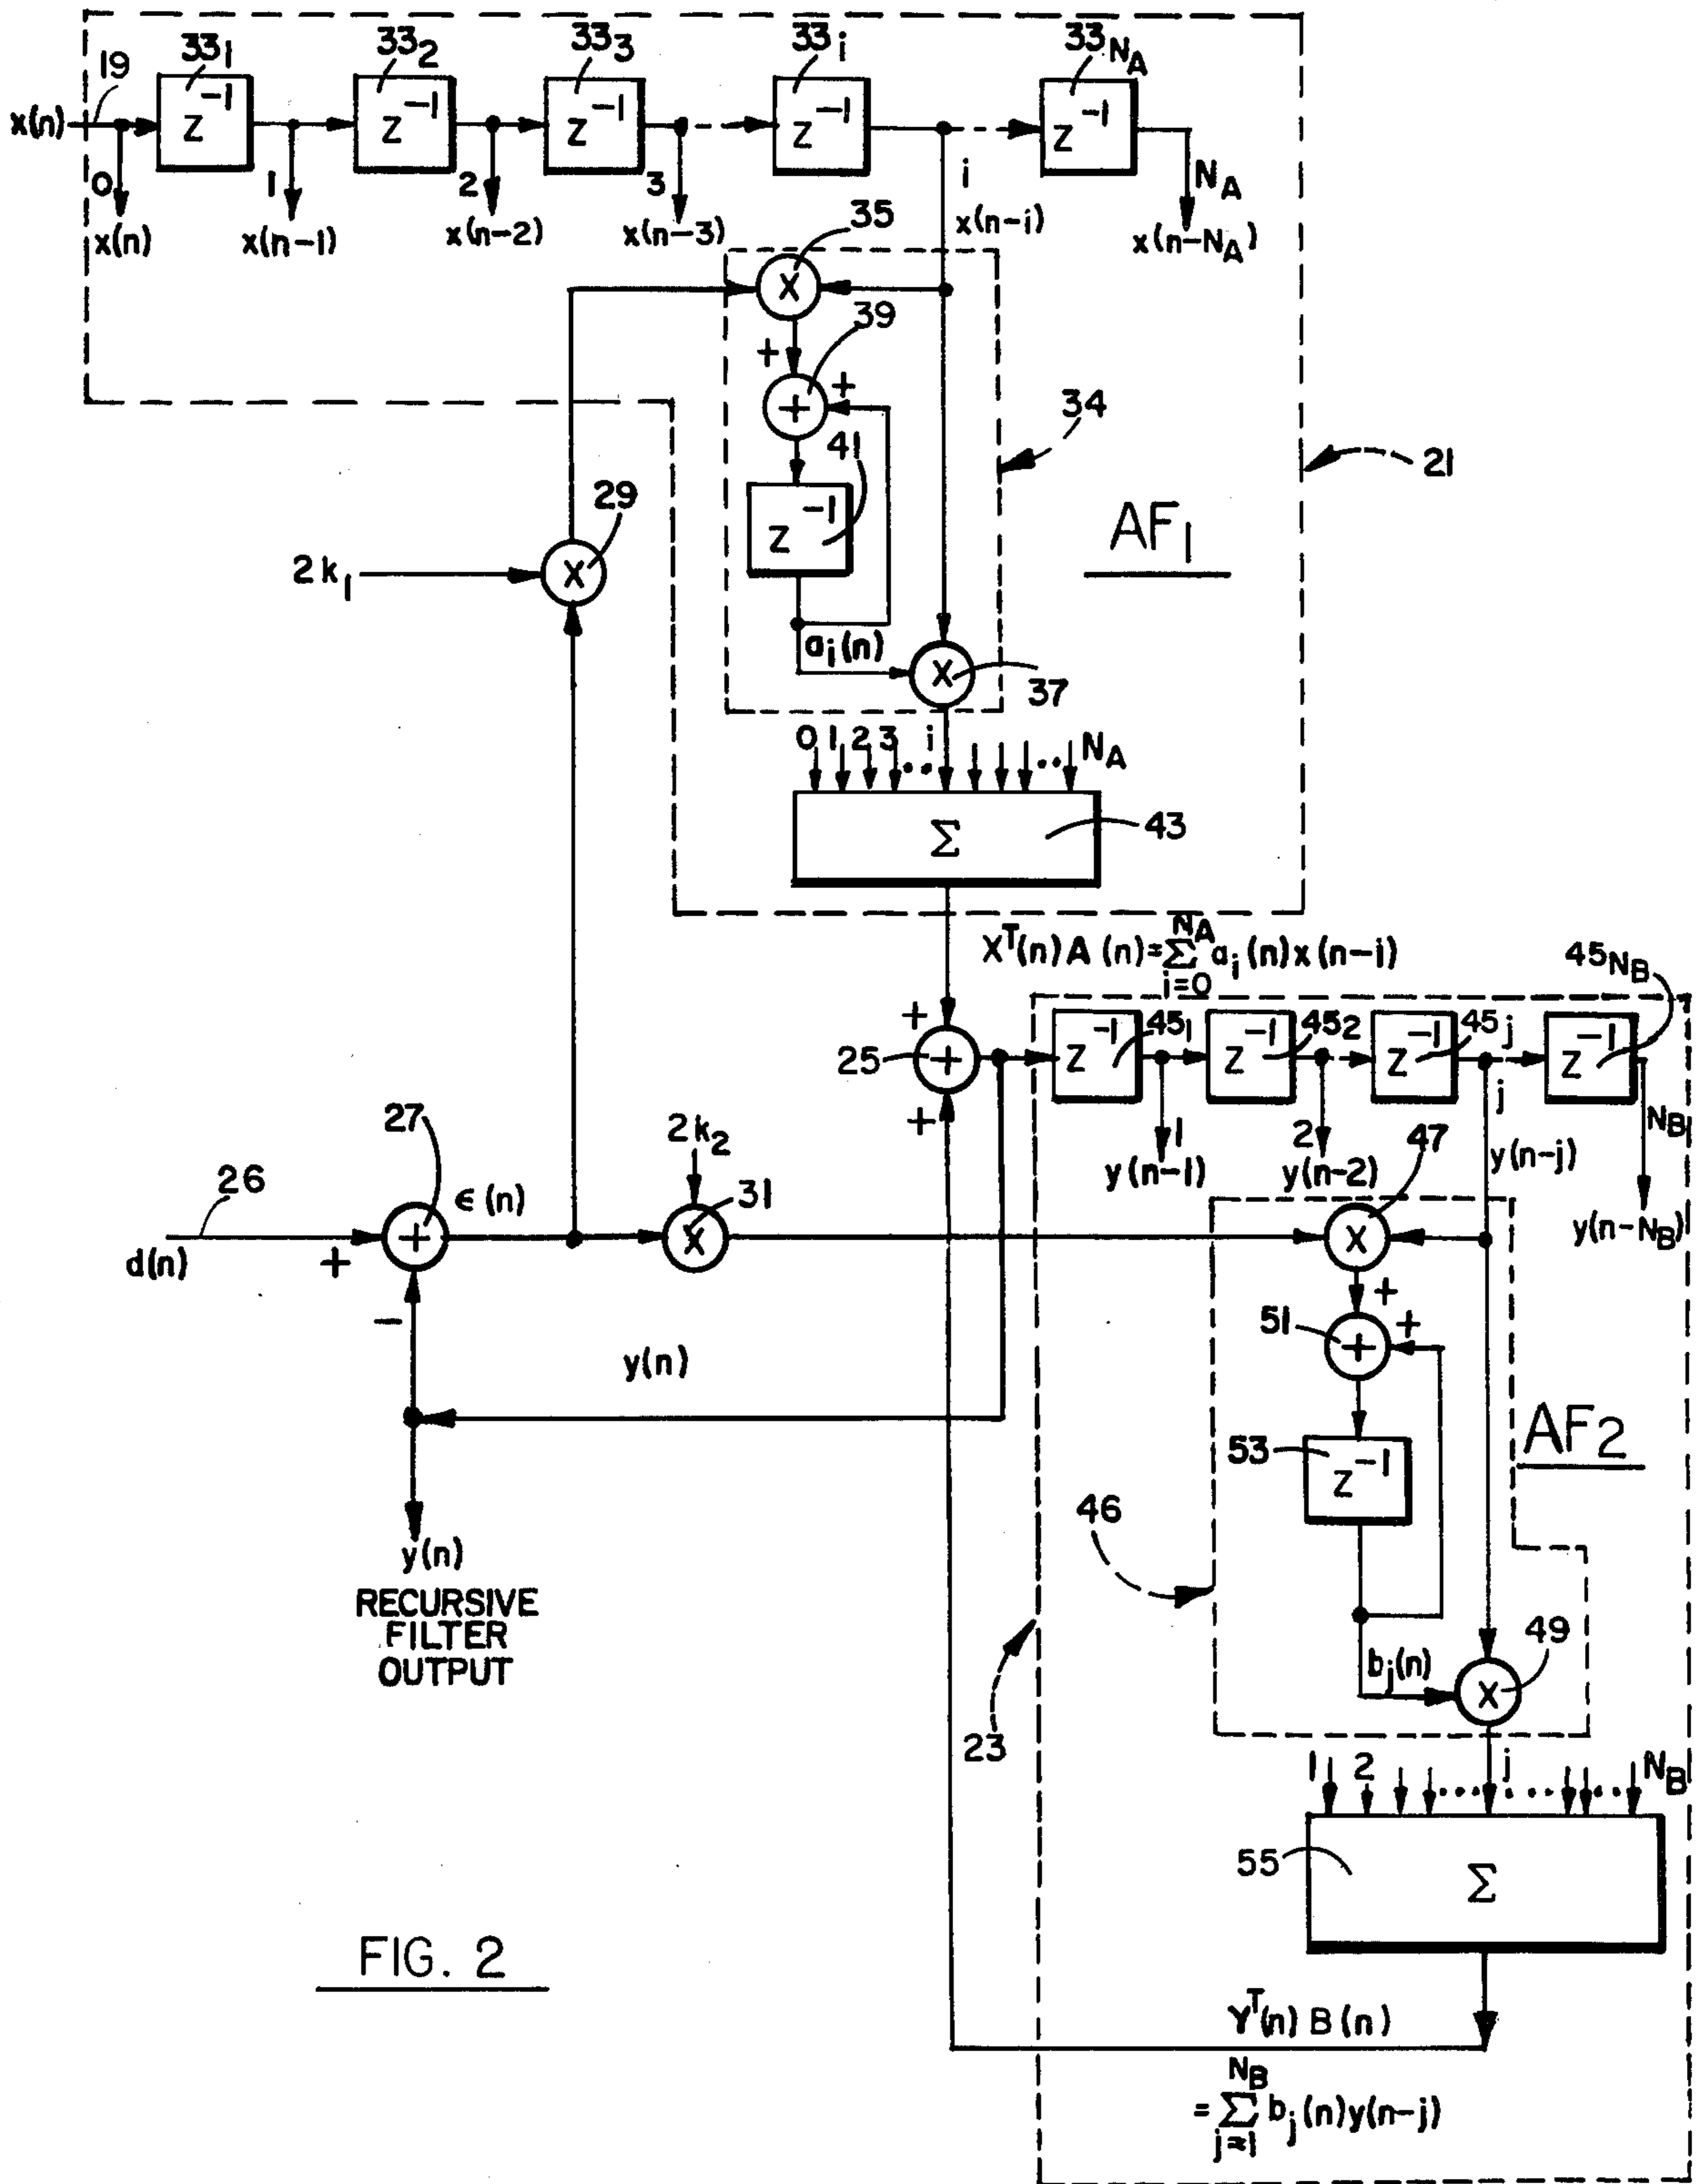 33₁ 33₂ 33₃ 33ᵢ 33_N_A
19
x(n) z⁻¹ z⁻¹ z⁻¹ z⁻¹ z⁻¹
0 1 2 3 i N_A
x(n) x(n-1) x(n-2) x(n-3) x(n-i) x(n-N_A)
35
X
39
+ +
+
34
41
21
z⁻¹
29
AF₁
2k₁
X
aᵢ(n)
X
37
0 1 2 3 .. i .. N_A
Σ
43
Xᵀ(n)A(n)=Σ aᵢ(n)x(n-i)
N_A
i=0
45_N_B
z⁻¹ 45₁ z⁻¹ 45₂ z⁻¹ 45ⱼ z⁻¹
+
25
+
+
1 2 j N_B
y(n-1) y(n-2) y(n-j) y(n-N_B)
27
2k₂
47
26
ϵ(n)
31
+
X
X
d(n)
+
−
+
51
+
+
y(n)
53
z⁻¹
AF2
46
y(n)
RECURSIVE
FILTER
OUTPUT
49
bⱼ(n)
X
23
1 2 .... j .... .. N_B
55
Σ
FIG. 2
Yᵀ(n) B(n)
N_B
=Σ bⱼ(n)y(n-j)
j=1